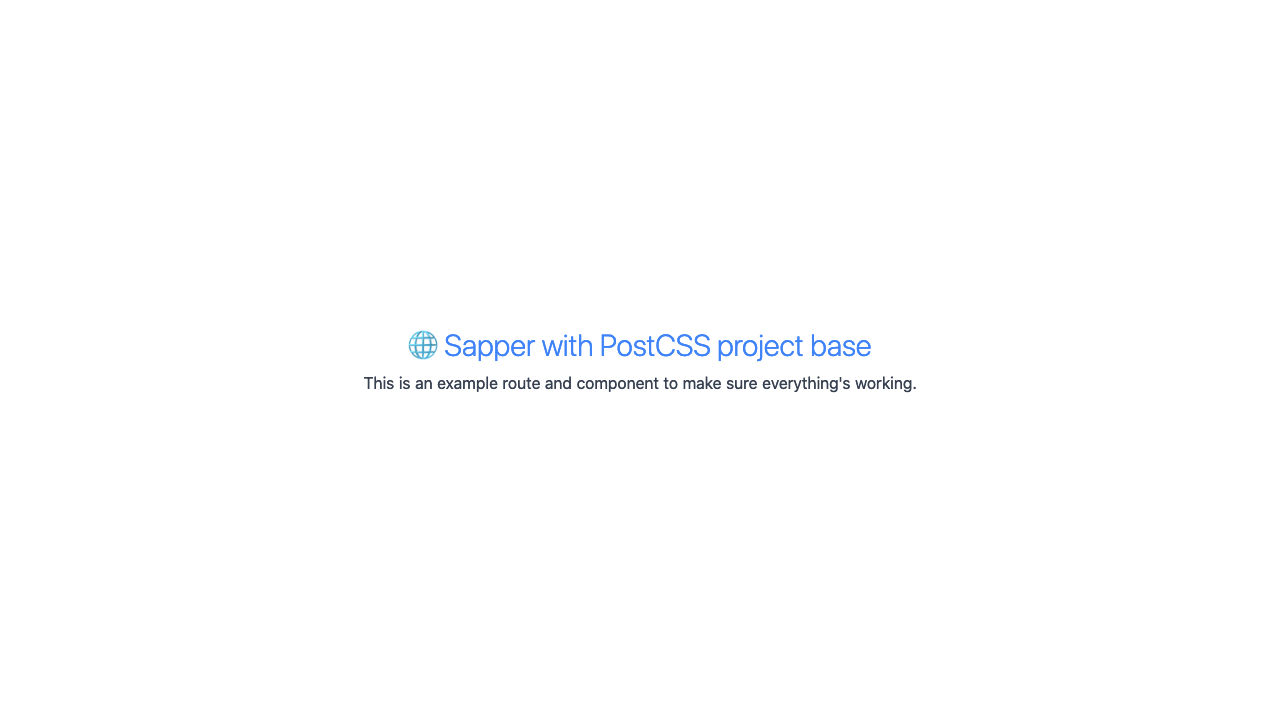 🌐 Sapper with PostCSS project base
This is an example route and component to make sure everything's working.